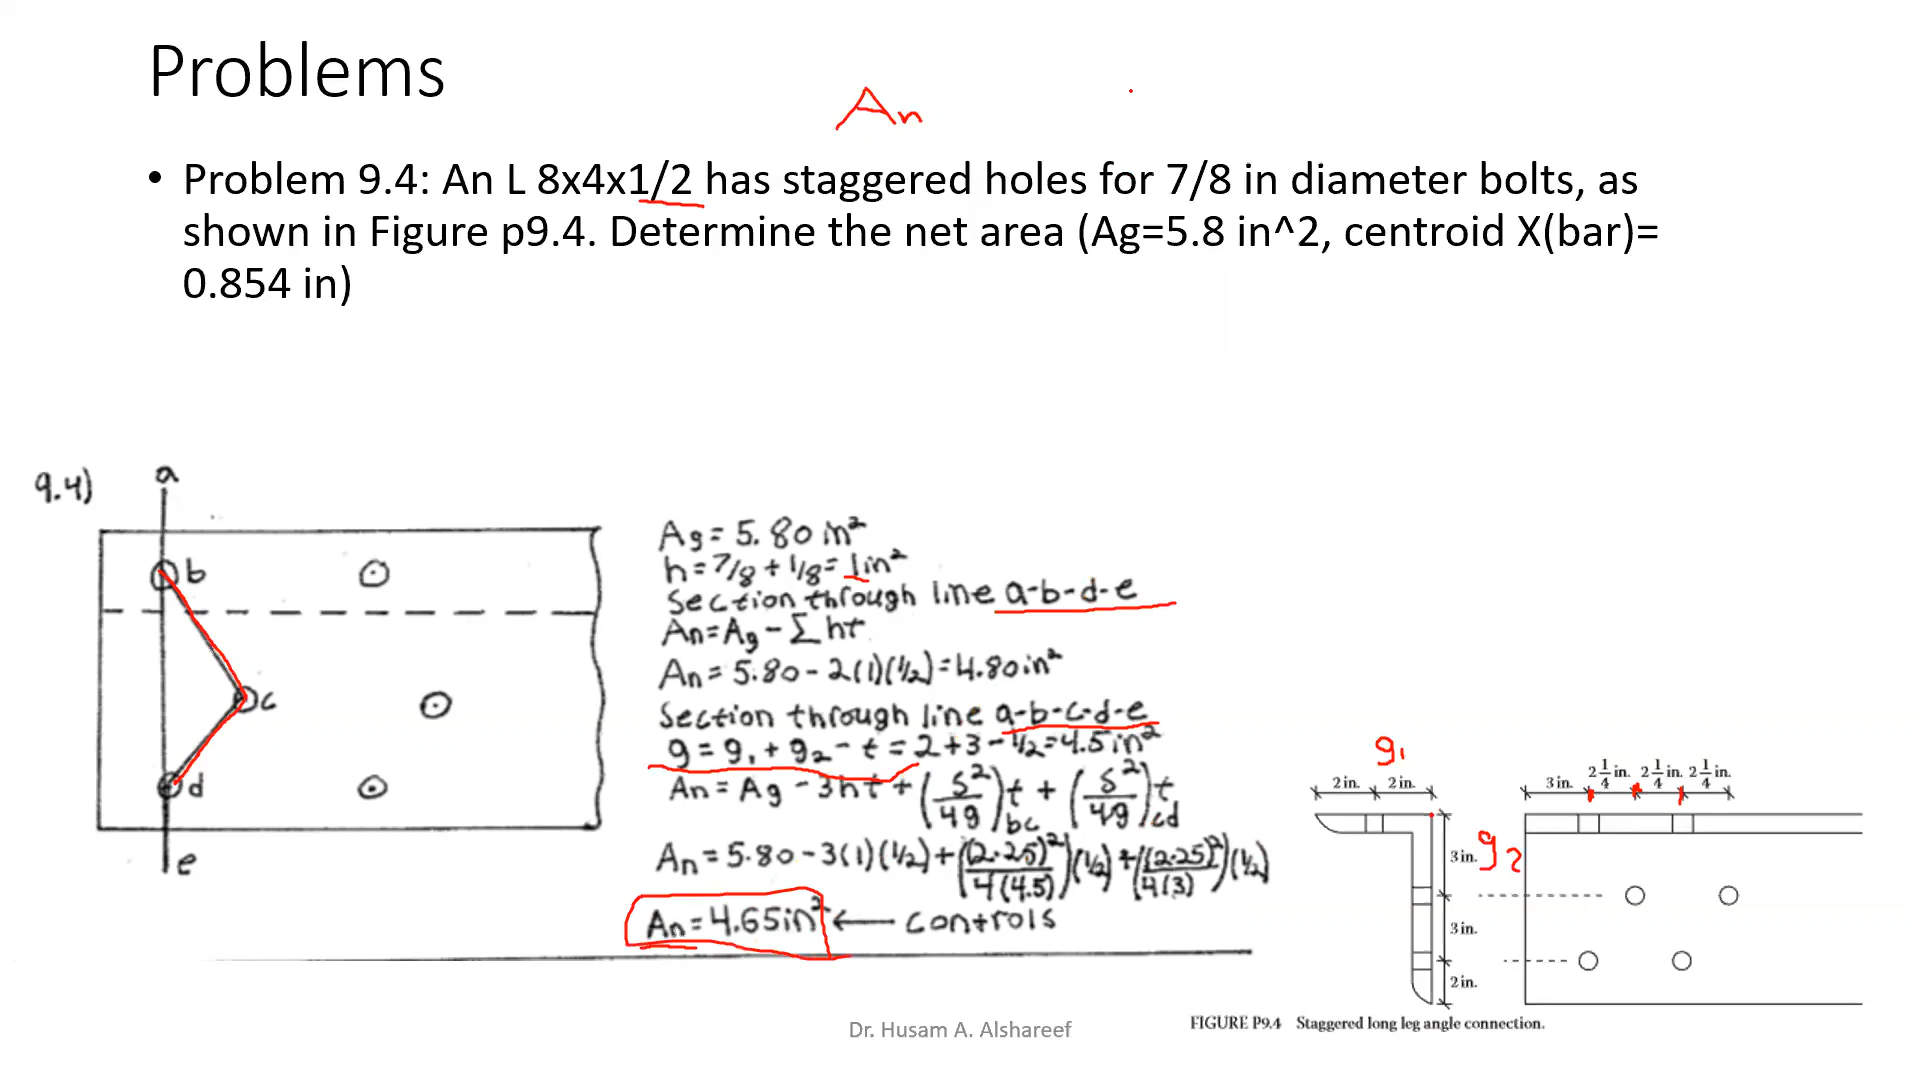 Problems
An
• Problem 9.4: An L 8x4x1/2 has staggered holes for 7/8 in diameter bolts, as
shown in Figure p9.4. Determine the net area (Ag=5.8 in^2, centroid X(bar)=
0.854 in)
9.4)
a
b
c
d
e
Ag = 5.80 in²
h = 7/8 + 1/8 = 1in²
Section through line a-b-d-e
An = Ag - Σ ht
An = 5.80 - 2(1)(1/2) = 4.80 in²
Section through line a-b-c-d-e
g = g1 + g2 - t = 2+3-1/2 = 4.5 in²
An = Ag - 3ht + (s²/4g)bc t + (s²/4g)cd t
An = 5.80 - 3(1)(1/2) + ((2.25)²/4(4.5))(1/2) + ((2.25)²/4(3))(1/2)
An = 4.65in² ← controls
g1
2 in. 2 in.
3 in. 2 1/4 in. 2 1/4 in. 2 1/4 in.
3 in. g2
3 in.
2 in.
FIGURE P9.4 Staggered long leg angle connection.
Dr. Husam A. Alshareef